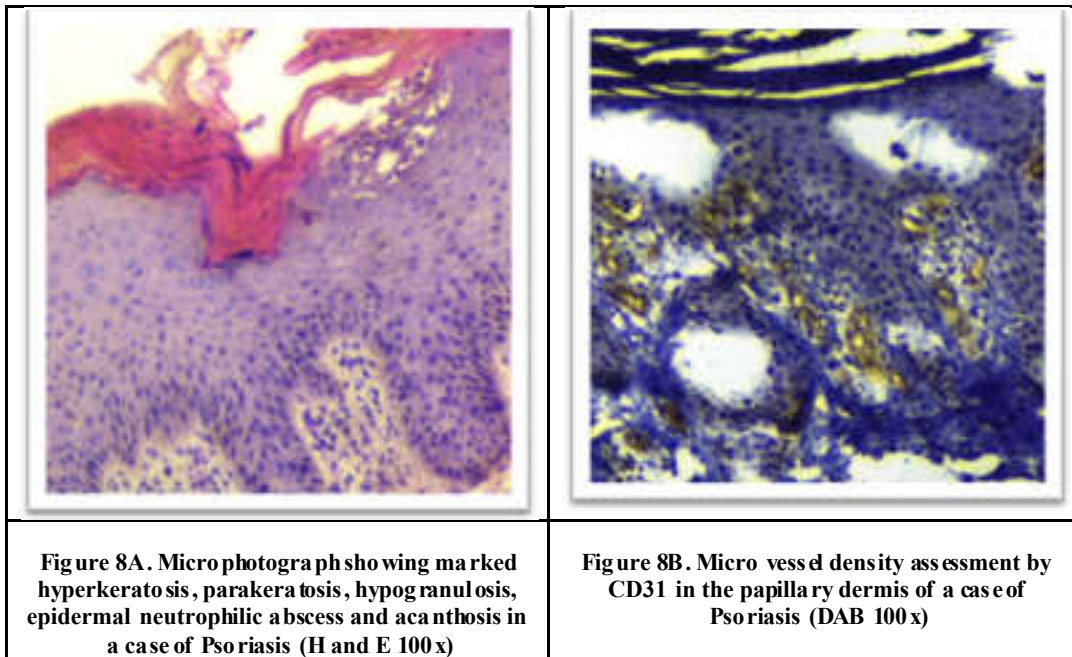 Figure 8A. Microphotograph showing marked
hyperkeratosis, parakeratosis, hypogranulosis,
epidermal neutrophilic abscess and acanthosis in
a case of Psoriasis (H and E 100x)
Figure 8B. Micro vessel density assessment by
CD31 in the papillary dermis of a case of
Psoriasis (DAB 100x)